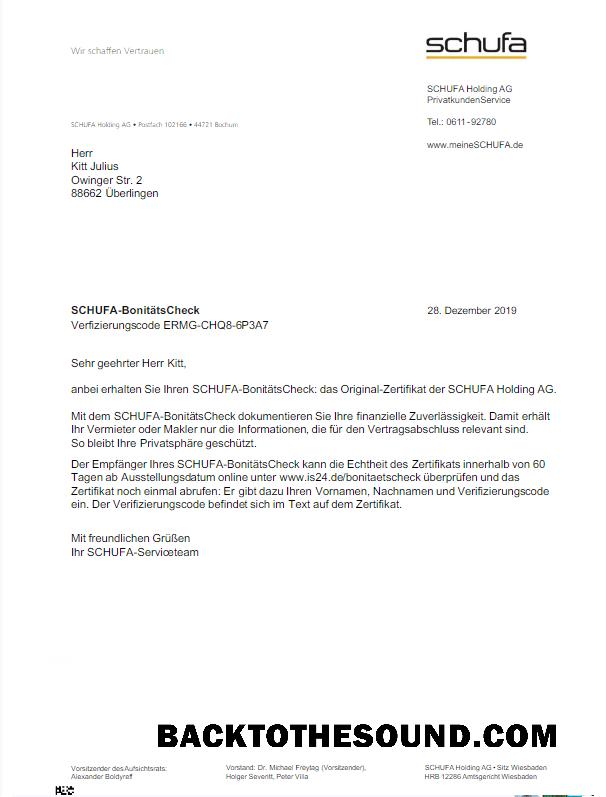 Wir schaffen Vertrauen
schufa
SCHUFA Holding AG
PrivatkundenService
Tel.: 0611-92780
www.meineSCHUFA.de
SCHUFA Holding AG • Postfach 102166 • 44721 Bochum
Herr
Kitt Julius
Owinger Str. 2
88662 Überlingen
SCHUFA-BonitätsCheck
28. Dezember 2019
Verfizierungscode ERMG-CHQ8-6P3A7
Sehr geehrter Herr Kitt,
anbei erhalten Sie Ihren SCHUFA-BonitätsCheck: das Original-Zertifikat der SCHUFA Holding AG.
Mit dem SCHUFA-BonitätsCheck dokumentieren Sie Ihre finanzielle Zuverlässigkeit. Damit erhält
Ihr Vermieter oder Makler nur die Informationen, die für den Vertragsabschluss relevant sind.
So bleibt Ihre Privatsphäre geschützt.
Der Empfänger Ihres SCHUFA-BonitätsCheck kann die Echtheit des Zertifikats innerhalb von 60
Tagen ab Ausstellungsdatum online unter www.is24.de/bonitaetscheck überprüfen und das
Zertifikat noch einmal abrufen: Er gibt dazu Ihren Vornamen, Nachnamen und Verifizierungscode
ein. Der Verifizierungscode befindet sich im Text auf dem Zertifikat.
Mit freundlichen Grüßen
Ihr SCHUFA-Serviceteam
BACKTOTHESOUND.COM
Vorsitzender des Aufsichtsrats:
Alexander Boldyreff
Vorstand: Dr. Michael Freytag (Vorsitzender),
Holger Severitt, Peter Villa
SCHUFA Holding AG • Sitz Wiesbaden
HRB 12286 Amtsgericht Wiesbaden